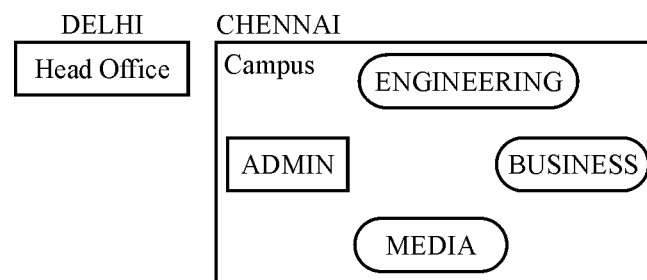 DELHI
CHENNAI
Head Office
Campus
ENGINEERING
ADMIN
BUSINESS
MEDIA